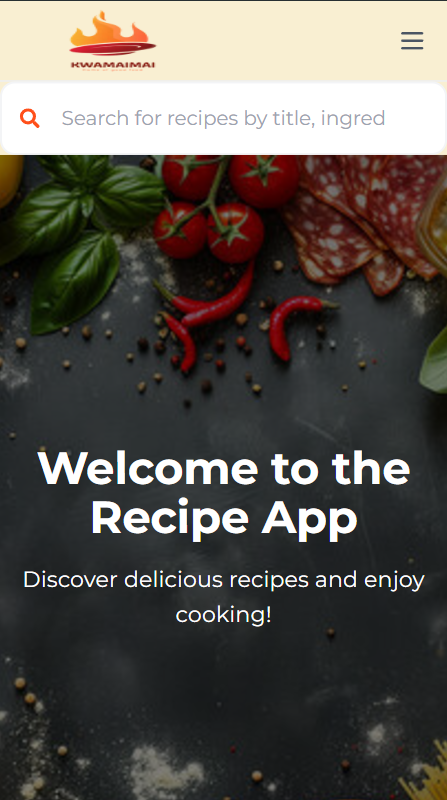 KWAMAIMAI
Search for recipes by title, ingred
Welcome to the
Recipe App
Discover delicious recipes and enjoy
cooking!